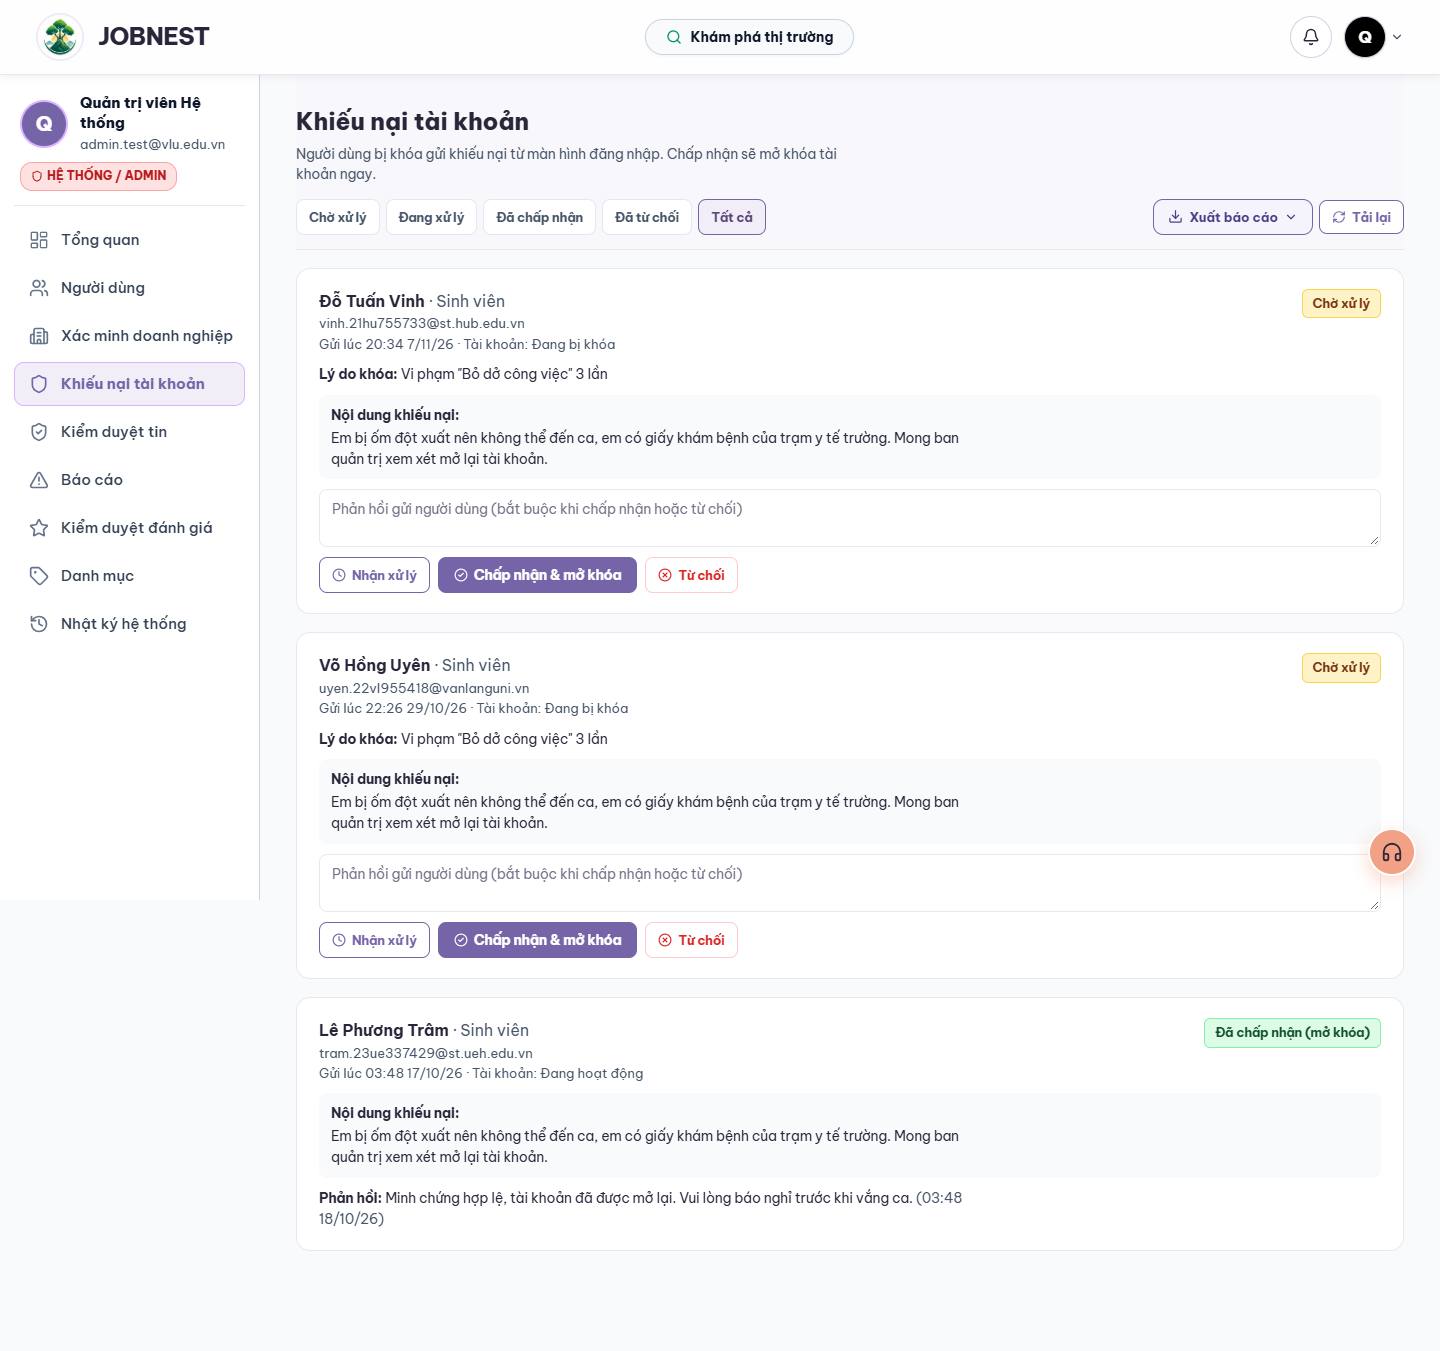 JOBNEST
Khám phá thị trường
Q
Q
Quản trị viên Hệ
thống
admin.test@vlu.edu.vn
HỆ THỐNG / ADMIN
Tổng quan
Người dùng
Xác minh doanh nghiệp
Khiếu nại tài khoản
Kiểm duyệt tin
Báo cáo
Kiểm duyệt đánh giá
Danh mục
Nhật ký hệ thống
Khiếu nại tài khoản
Người dùng bị khóa gửi khiếu nại từ màn hình đăng nhập. Chấp nhận sẽ mở khóa tài
khoản ngay.
Chờ xử lý
Đang xử lý
Đã chấp nhận
Đã từ chối
Tất cả
Xuất báo cáo
Tải lại
Đỗ Tuấn Vinh · Sinh viên
Chờ xử lý
vinh.21hu755733@st.hub.edu.vn
Gửi lúc 20:34 7/11/26 · Tài khoản: Đang bị khóa
Lý do khóa: Vi phạm "Bỏ dở công việc" 3 lần
Nội dung khiếu nại:
Em bị ốm đột xuất nên không thể đến ca, em có giấy khám bệnh của trạm y tế trường. Mong ban
quản trị xem xét mở lại tài khoản.
Phản hồi gửi người dùng (bắt buộc khi chấp nhận hoặc từ chối)
Nhận xử lý
Chấp nhận & mở khóa
Từ chối
Võ Hồng Uyên · Sinh viên
Chờ xử lý
uyen.22vl955418@vanlanguni.vn
Gửi lúc 22:26 29/10/26 · Tài khoản: Đang bị khóa
Lý do khóa: Vi phạm "Bỏ dở công việc" 3 lần
Nội dung khiếu nại:
Em bị ốm đột xuất nên không thể đến ca, em có giấy khám bệnh của trạm y tế trường. Mong ban
quản trị xem xét mở lại tài khoản.
Phản hồi gửi người dùng (bắt buộc khi chấp nhận hoặc từ chối)
Nhận xử lý
Chấp nhận & mở khóa
Từ chối
Lê Phương Trâm · Sinh viên
Đã chấp nhận (mở khóa)
tram.23ue337429@st.ueh.edu.vn
Gửi lúc 03:48 17/10/26 · Tài khoản: Đang hoạt động
Nội dung khiếu nại:
Em bị ốm đột xuất nên không thể đến ca, em có giấy khám bệnh của trạm y tế trường. Mong ban
quản trị xem xét mở lại tài khoản.
Phản hồi: Minh chứng hợp lệ, tài khoản đã được mở lại. Vui lòng báo nghỉ trước khi vắng ca. (03:48
18/10/26)